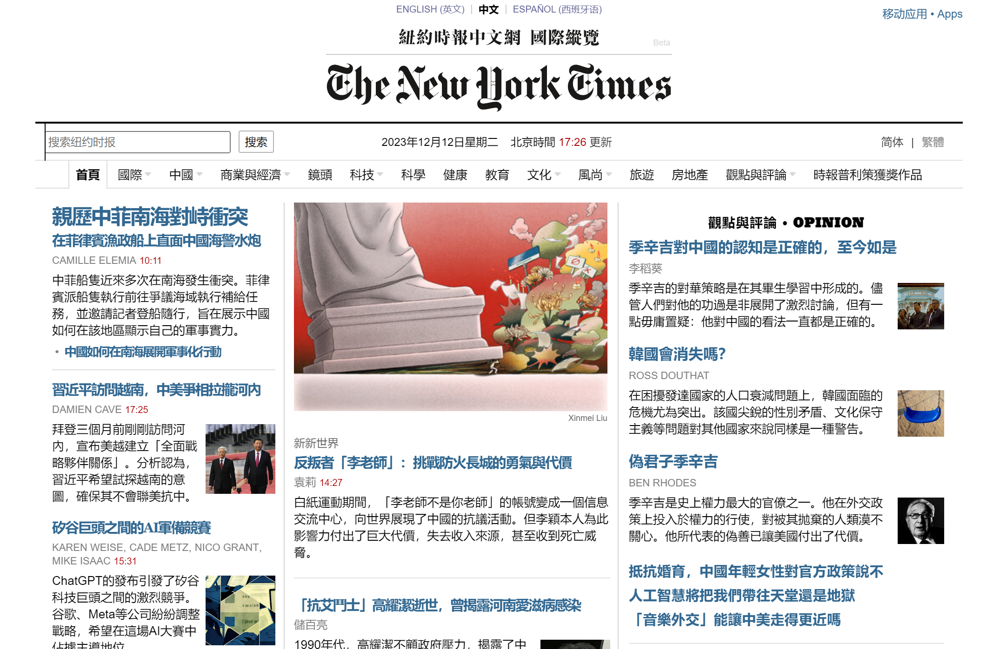 ENGLISH (英文) | 中文 | ESPAÑOL (西班牙语)
移动应用 • Apps
紐約時報中文網 國際縱覽
Beta
The New York Times
搜索纽约时报
搜索
2023年12月12日星期二 北京時間 17:26 更新
简体 | 繁體
首頁 國際 中國 商業與經濟 鏡頭 科技 科學 健康 教育 文化 風尚 旅遊 房地產 觀點與評論 時報普利策獲獎作品
親歷中菲南海對峙衝突
在菲律賓漁政船上直面中國海警水炮
CAMILLE ELEMIA 10:11
中菲船隻近來多次在南海發生衝突。菲律
賓派船隻執行前往爭議海域執行補給任
務，並邀請記者登船隨行，旨在展示中國
如何在該地區顯示自己的軍事實力。
• 中國如何在南海展開軍事化行動
習近平訪問越南，中美爭相拉攏河內
DAMIEN CAVE 17:25
拜登三個月前剛剛訪問河
內，宣布美越建立「全面戰
略夥伴關係」。分析認為，
習近平希望試探越南的意
圖，確保其不會聯美抗中。
矽谷巨頭之間的AI軍備競賽
KAREN WEISE, CADE METZ, NICO GRANT,
MIKE ISAAC 15:31
ChatGPT的發布引發了矽谷
科技巨頭之間的激烈競爭。
谷歌、Meta等公司紛紛調整
戰略，希望在這場AI大賽中
佔據主導地位
Xinmei Liu
新新世界
反叛者「李老師」：挑戰防火長城的勇氣與代價
袁莉 14:27
白紙運動期間，「李老師不是你老師」的帳號變成一個信息
交流中心，向世界展現了中國的抗議活動。但李穎本人為此
影響力付出了巨大代價，失去收入來源，甚至收到死亡威
脅。
「抗艾鬥士」高耀潔逝世，曾揭露河南愛滋病感染
儲百亮
1990年代，高耀潔不顧政府壓力，揭露了中
觀點與評論 • OPINION
季辛吉對中國的認知是正確的，至今如是
李稻葵
季辛吉的對華策略是在其畢生學習中形成的。儘
管人們對他的功過是非展開了激烈討論，但有一
點毋庸置疑：他對中國的看法一直都是正確的。
韓國會消失嗎？
ROSS DOUTHAT
在困擾發達國家的人口衰減問題上，韓國面臨的
危機尤為突出。該國尖銳的性別矛盾、文化保守
主義等問題對其他國家來說同樣是一種警告。
偽君子季辛吉
BEN RHODES
季辛吉是史上權力最大的官僚之一。他在外交政
策上投入於權力的行使，對被其拋棄的人類漠不
關心。他所代表的偽善已讓美國付出了代價。
抵抗婚育，中國年輕女性對官方政策說不
人工智慧將把我們帶往天堂還是地獄
「音樂外交」能讓中美走得更近嗎